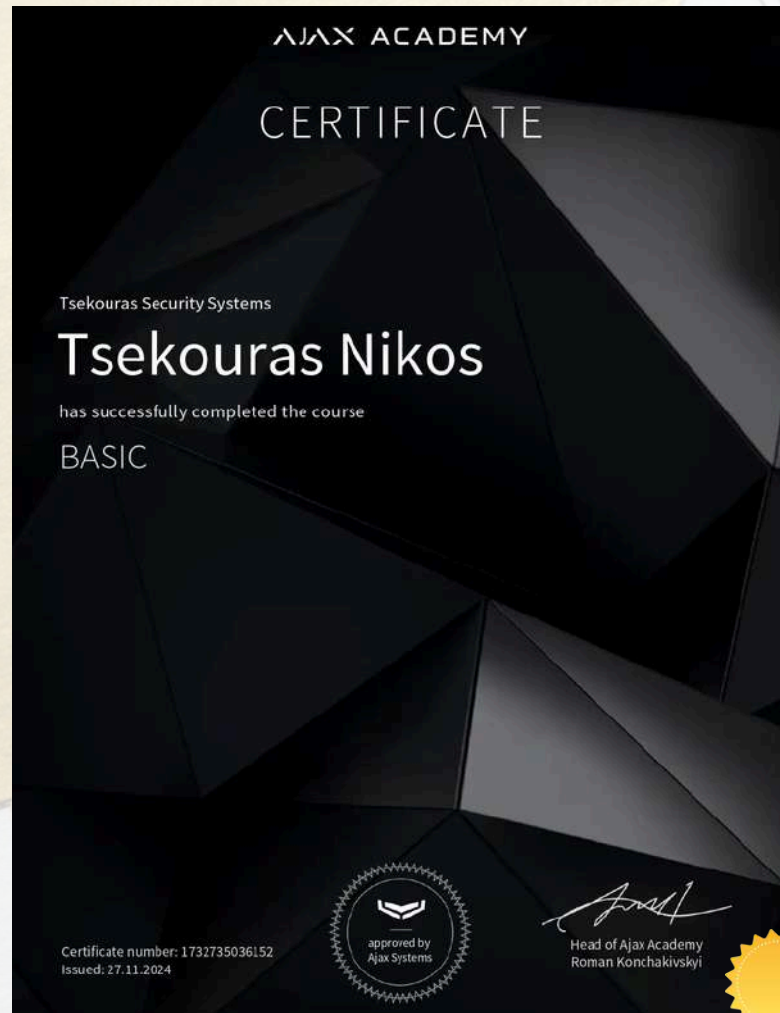 AJAX ACADEMY
CERTIFICATE
Tsekouras Security Systems
Tsekouras Nikos
has successfully completed the course
BASIC
approved by
Ajax Systems
Certificate number: 1732735036152
Issued: 27.11.2024
Head of Ajax Academy
Roman Konchakivskyi